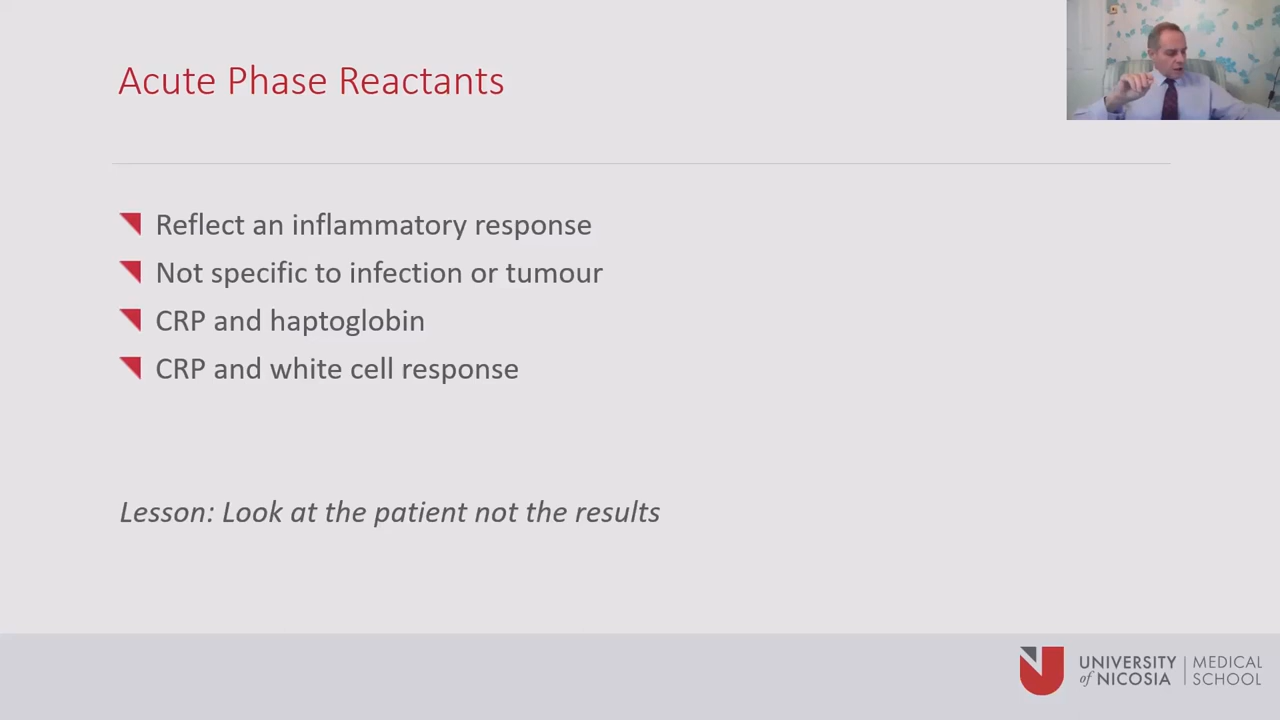 Acute Phase Reactants
Reflect an inflammatory response
Not specific to infection or tumour
CRP and haptoglobin
CRP and white cell response
Lesson: Look at the patient not the results
UNIVERSITY of NICOSIA
MEDICAL SCHOOL